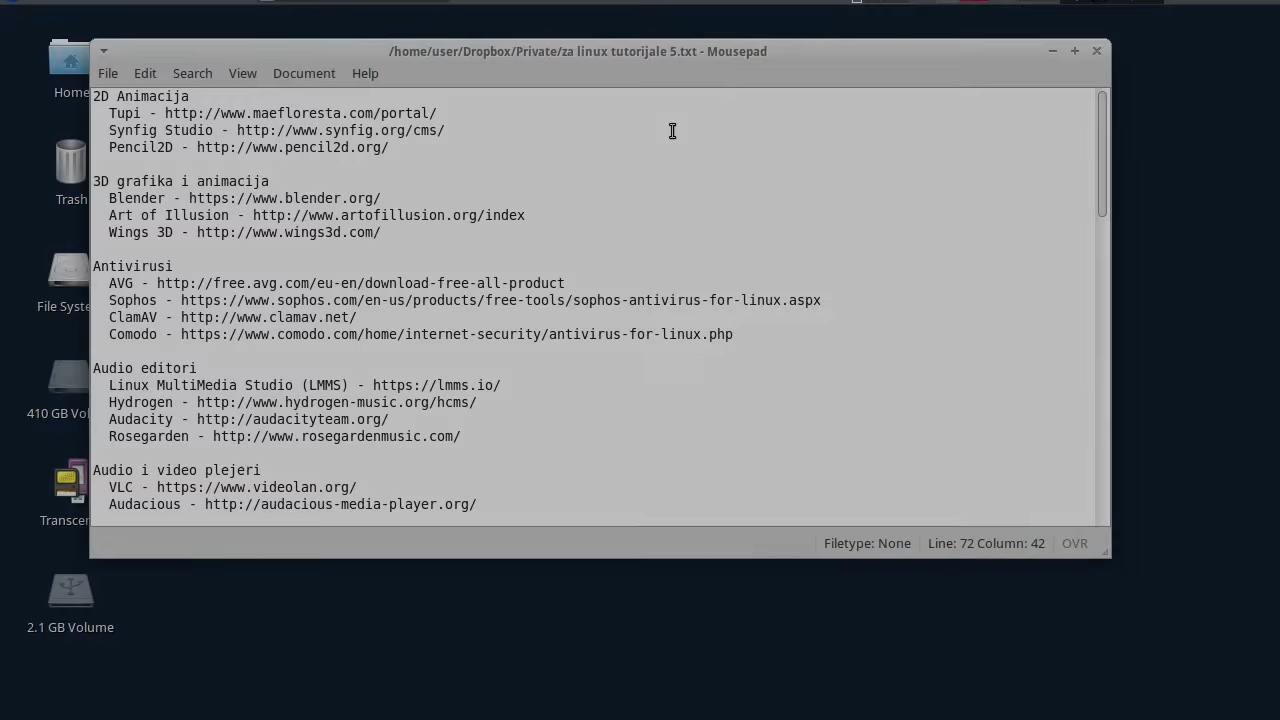 /home/user/Dropbox/Private/za linux tutorijale 5.txt - Mousepad
File Edit Search View Document Help
2D Animacija
Tupi - http://www.maefloresta.com/portal/
Synfig Studio - http://www.synfig.org/cms/
Pencil2D - http://www.pencil2d.org/
3D grafika i animacija
Blender - https://www.blender.org/
Art of Illusion - http://www.artofillusion.org/index
Wings 3D - http://www.wings3d.com/
Antivirusi
AVG - http://free.avg.com/eu-en/download-free-all-product
Sophos - https://www.sophos.com/en-us/products/free-tools/sophos-antivirus-for-linux.aspx
ClamAV - http://www.clamav.net/
Comodo - https://www.comodo.com/home/internet-security/antivirus-for-linux.php
Audio editori
Linux MultiMedia Studio (LMMS) - https://lmms.io/
Hydrogen - http://www.hydrogen-music.org/hcms/
Audacity - http://audacityteam.org/
Rosegarden - http://www.rosegardenmusic.com/
Audio i video plejeri
VLC - https://www.videolan.org/
Audacious - http://audacious-media-player.org/
Filetype: None Line: 72 Column: 42 OVR
Home
Trash
File Syste
410 GB Vol
Transcen
2.1 GB Volume